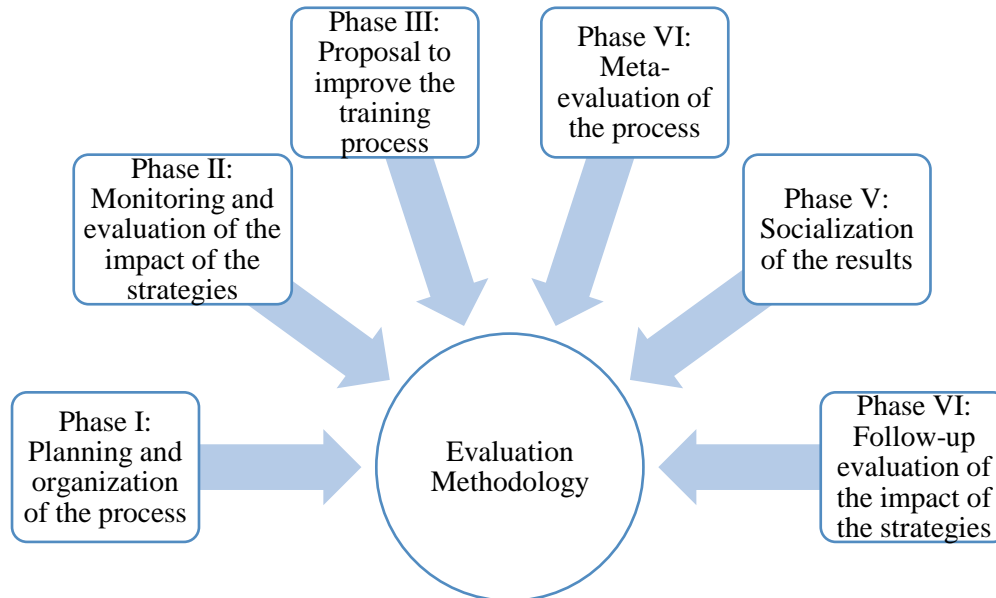 Phase I:
Planning and
organization
of the process
Phase II:
Monitoring and
evaluation of the
impact of the
strategies
Phase III:
Proposal to
improve the
training
process
Phase VI:
Meta-
evaluation of
the process
Phase V:
Socialization
of the results
Phase VI:
Follow-up
evaluation of
the impact of
the strategies
Evaluation
Methodology